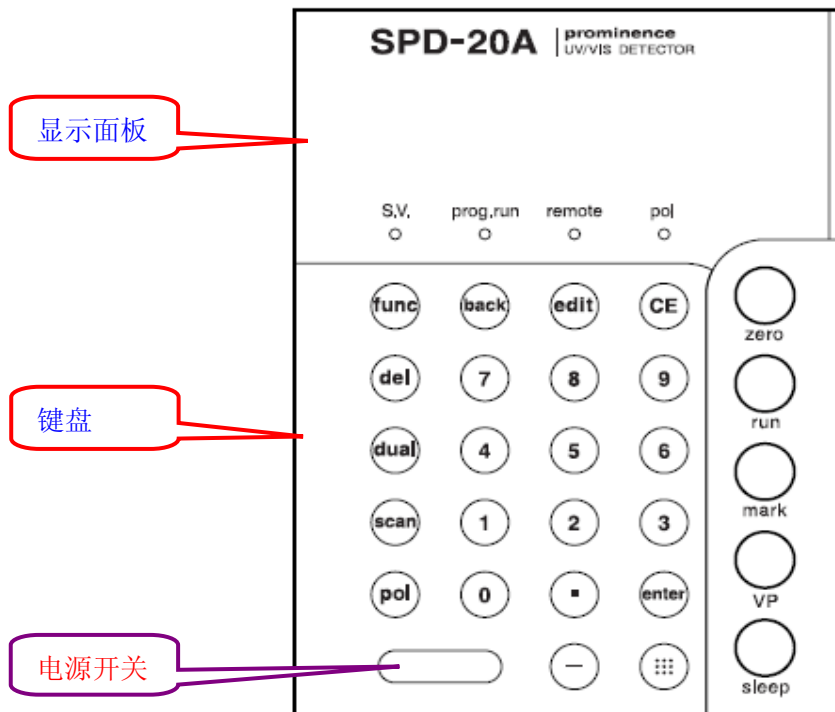 SPD-20A prominence
UV/VIS DETECTOR
显示面板
S.V. prog.run remote pol
func back edit CE
zero
del 7 8 9
键盘
run
dual 4 5 6
mark
scan 1 2 3
VP
pol 0 . enter
电源开关
—
sleep